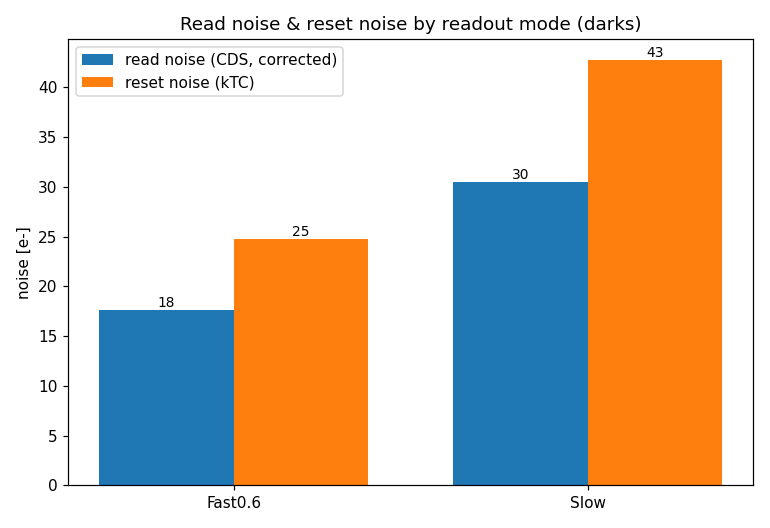 Read noise & reset noise by readout mode (darks)
read noise (CDS, corrected)
reset noise (kTC)
noise [e-]
40
35
30
25
20
15
10
5
0
18
25
30
43
Fast0.6
Slow